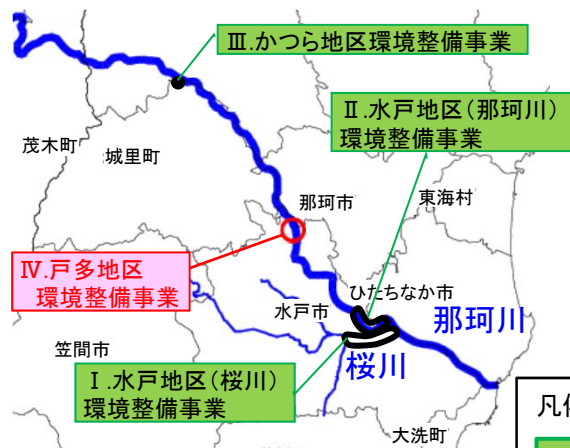 Ⅲ.かつら地区環境整備事業
Ⅱ.水戸地区(那珂川)
環境整備事業
茂木町
城里町
那珂市
東海村
Ⅳ.戸多地区
環境整備事業
ひたちなか市
水戸市
那珂川
笠間市
桜川
Ⅰ.水戸地区(桜川)
環境整備事業
凡
大洗町